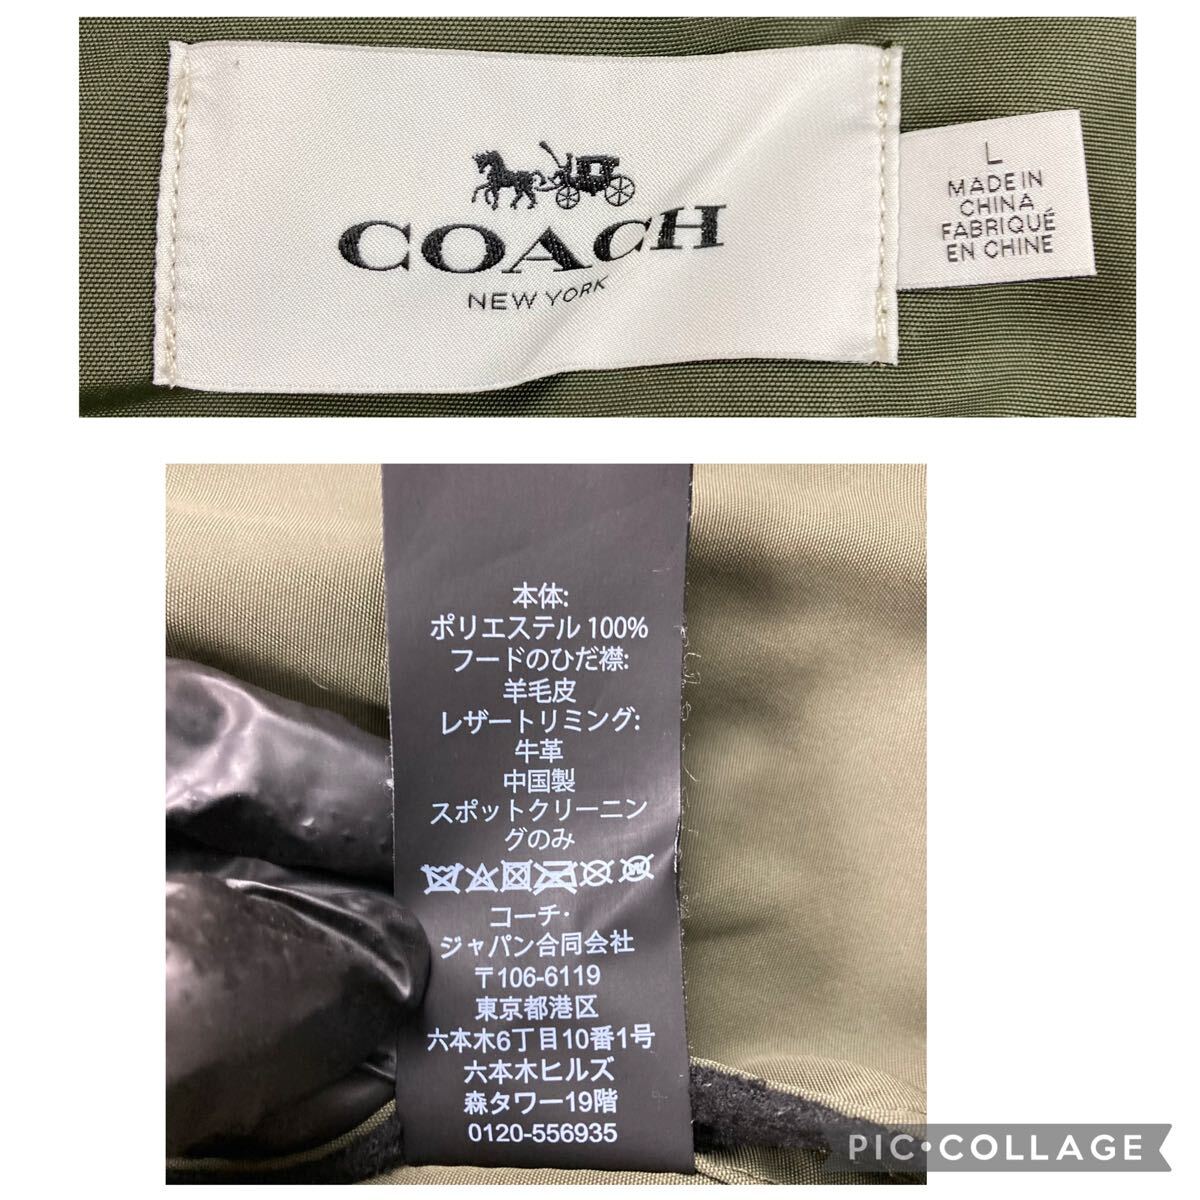 COACH
NEW YORK
L
MADE IN
CHINA
FABRIQUÉ
EN CHINE
本体:
ポリエステル 100%
フードのひだ襟:
羊毛皮
レザートリミング:
牛革
中国製
スポットクリーニン
グのみ
コーチ・
ジャパン合同会社
〒106-6119
東京都港区
六本木6丁目10番1号
六本木ヒルズ
森タワー19階
0120-556935
PIC•COLLAGE